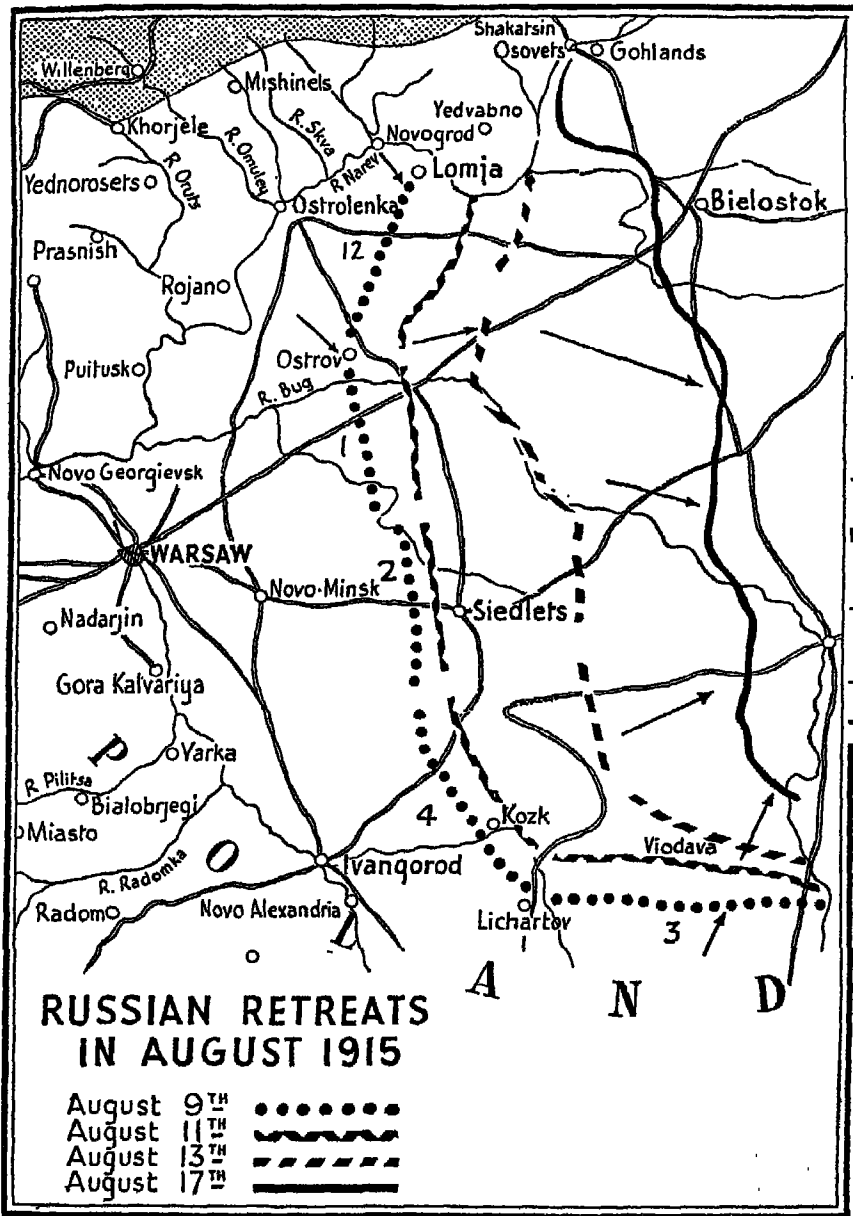 Shakatsin
Osovets
Gohlands
Willenberg
Mishinels
Khorjele
R. Omulev
R. Skva
Yedvabno
Novogrod
R Oruts
R Narev
Lomja
Yednorosets
Ostrolenka
Bielostok
Prasnish
12
Rojano
Puitusk
Ostrov
R. Bug
1
Novo Georgievsk
WARSAW
2
Novo-Minsk
Siedlets
Nadarjin
Gora Kalvariya
P
Varka
R Pilitsa
Bialobrjegi
4
Kozk
Miasto
O
Ivangorod
Viodava
R. Radomka
Radom
Novo Alexandria
L
Lichartov
3
A N D
RUSSIAN RETREATS
IN AUGUST 1915
August 9TH
August 11TH
August 13TH
August 17TH